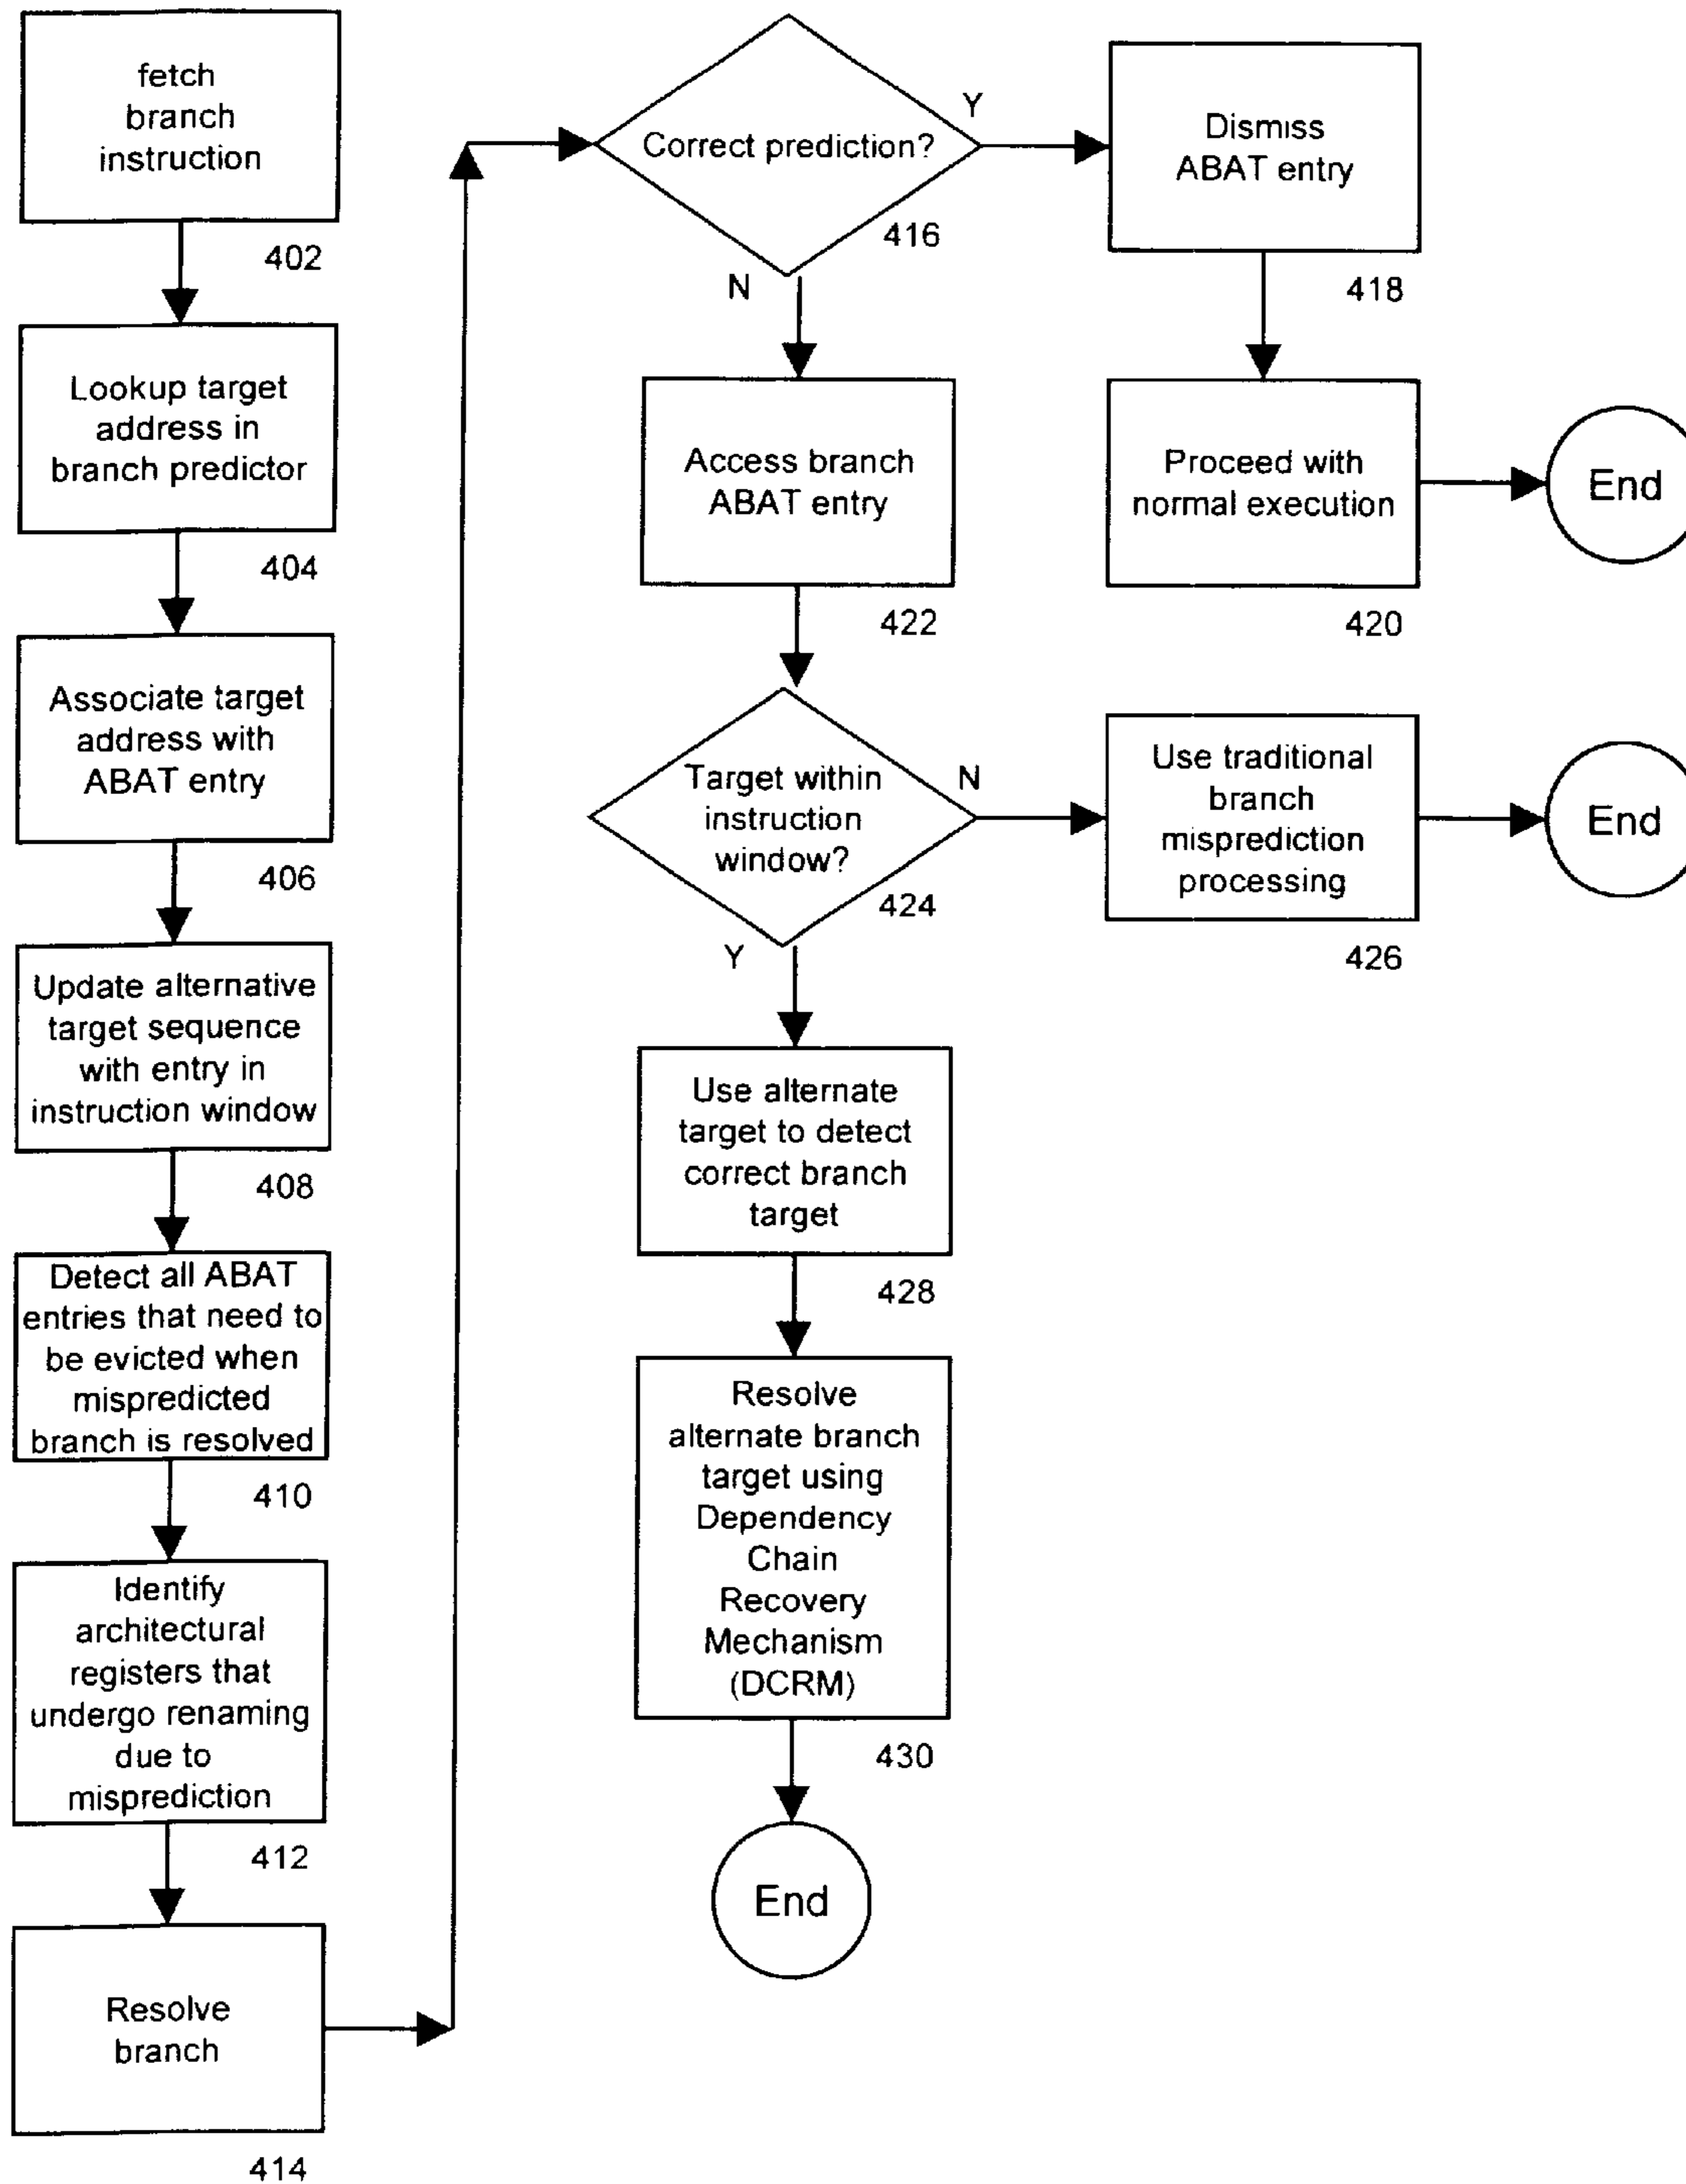 fetch
branch
instruction
402
Lookup target
address in
branch predictor
404
Associate target
address with
ABAT entry
406
Update alternative
target sequence
with entry in
instruction window
408
Detect all ABAT
entries that need to
be evicted when
mispredicted
branch is resolved
410
Identify
architectural
registers that
undergo renaming
due to
misprediction
412
Resolve
branch
414
Correct prediction?
416
Y
N
Dismiss
ABAT entry
418
Proceed with
normal execution
420
End
Access branch
ABAT entry
422
Target within
instruction
window?
424
N
Y
Use traditional
branch
misprediction
processing
426
End
Use alternate
target to detect
correct branch
target
428
Resolve
alternate branch
target using
Dependency
Chain
Recovery
Mechanism
(DCRM)
430
End